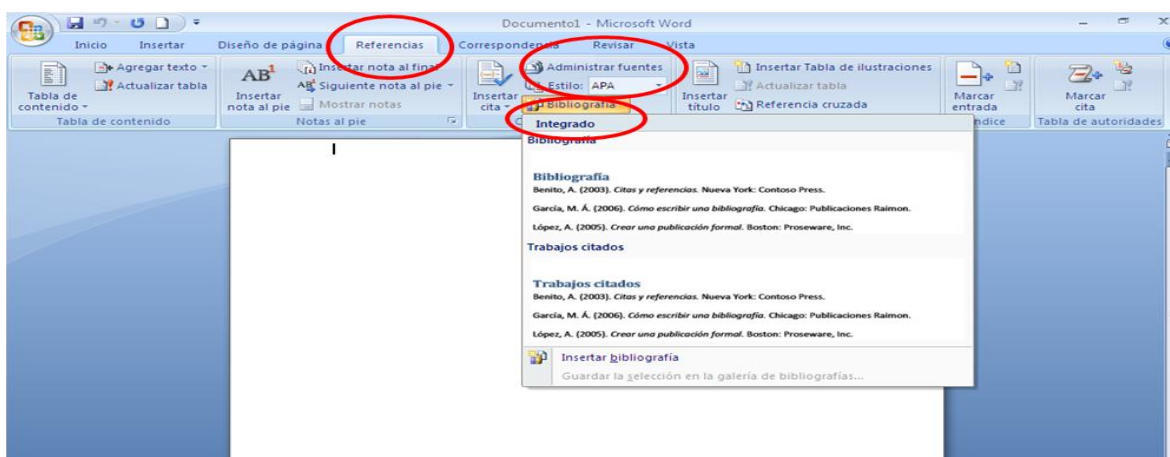 Documento1 - Microsoft Word
Inicio Insertar Diseño de página Referencias Correspondencia Revisar Vista
Tabla de contenido
Agregar texto
Actualizar tabla
Tabla de contenido
AB¹
Insertar nota al pie
Insertar nota al final
Siguiente nota al pie
Mostrar notas
Notas al pie
Insertar cita
Administrar fuentes
Estilo: APA
Bibliografía
Insertar título
Insertar Tabla de ilustraciones
Actualizar tabla
Referencia cruzada
Marcar entrada
Marcar cita
Tabla de autoridades
Integrado
Bibliografía
Bibliografía
Benito, A. (2003). Citas y referencias. Nueva York: Contoso Press.
García, M. Á. (2006). Cómo escribir una bibliografía. Chicago: Publicaciones Raimon.
López, A. (2005). Crear una publicación formal. Boston: Proseware, Inc.
Trabajos citados
Trabajos citados
Benito, A. (2003). Citas y referencias. Nueva York: Contoso Press.
García, M. Á. (2006). Cómo escribir una bibliografía. Chicago: Publicaciones Raimon.
López, A. (2005). Crear una publicación formal. Boston: Proseware, Inc.
Insertar bibliografía
Guardar la selección en la galería de bibliografías...